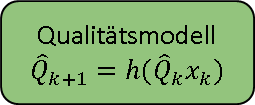 Qualitätsmodell
Q̂ₖ₊₁ = h(Q̂ₖxₖ)